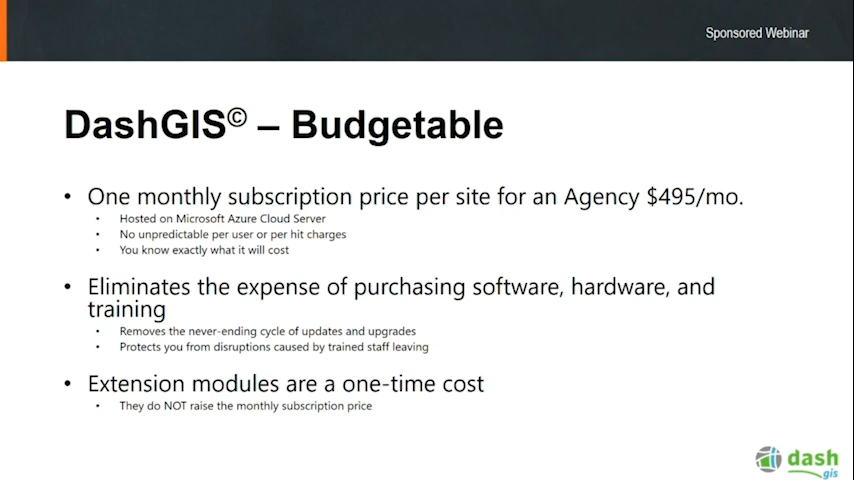 Sponsored Webinar
DashGIS© – Budgetable
• One monthly subscription price per site for an Agency $495/mo.
• Hosted on Microsoft Azure Cloud Server
• No unpredictable per user or per hit charges
• You know exactly what it will cost
• Eliminates the expense of purchasing software, hardware, and
training
• Removes the never-ending cycle of updates and upgrades
• Protects you from disruptions caused by trained staff leaving
• Extension modules are a one-time cost
• They do NOT raise the monthly subscription price
dash
gis